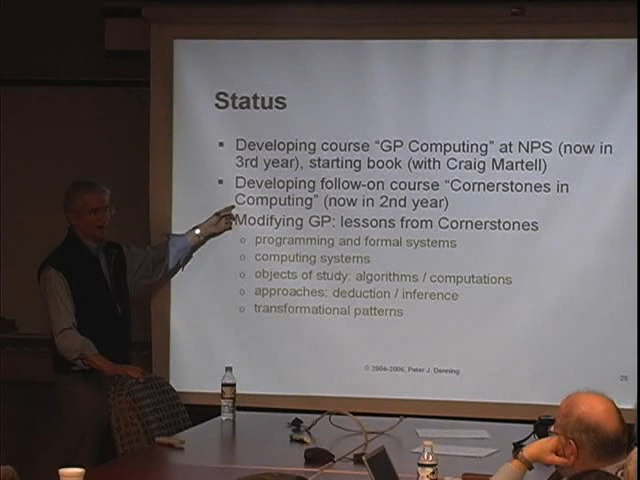 Status
Developing course “GP Computing” at NPS (now in
3rd year), starting book (with Craig Martell)
Developing follow-on course “Cornerstones in
Computing” (now in 2nd year)
Modifying GP: lessons from Cornerstones
programming and formal systems
computing systems
objects of study: algorithms / computations
approaches: deduction / inference
transformational patterns
© 2004-2006, Peter J. Denning